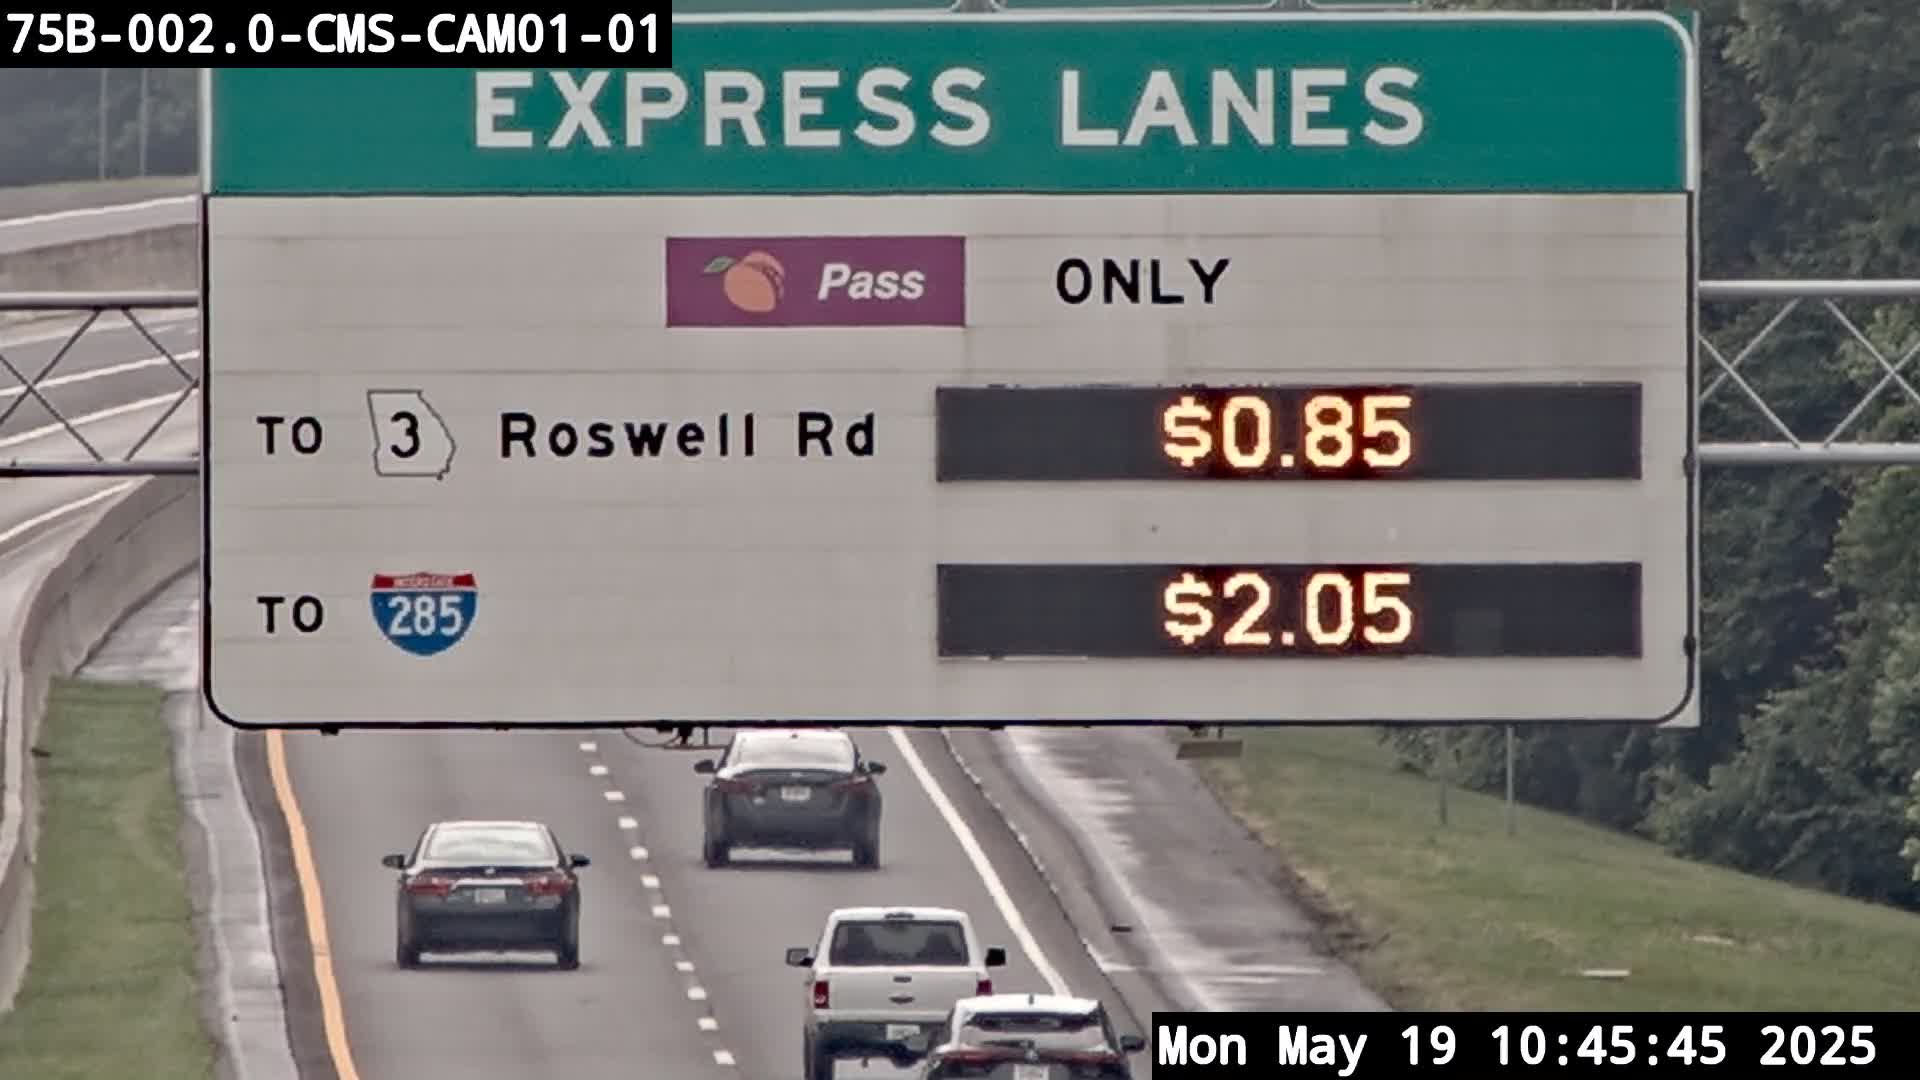 75B-002.0-CMS-CAM01-01
EXPRESS LANES
Pass ONLY
TO 3 Roswell Rd $0.85
INTERSTATE
TO 285 $2.05
Mon May 19 10:45:45 2025